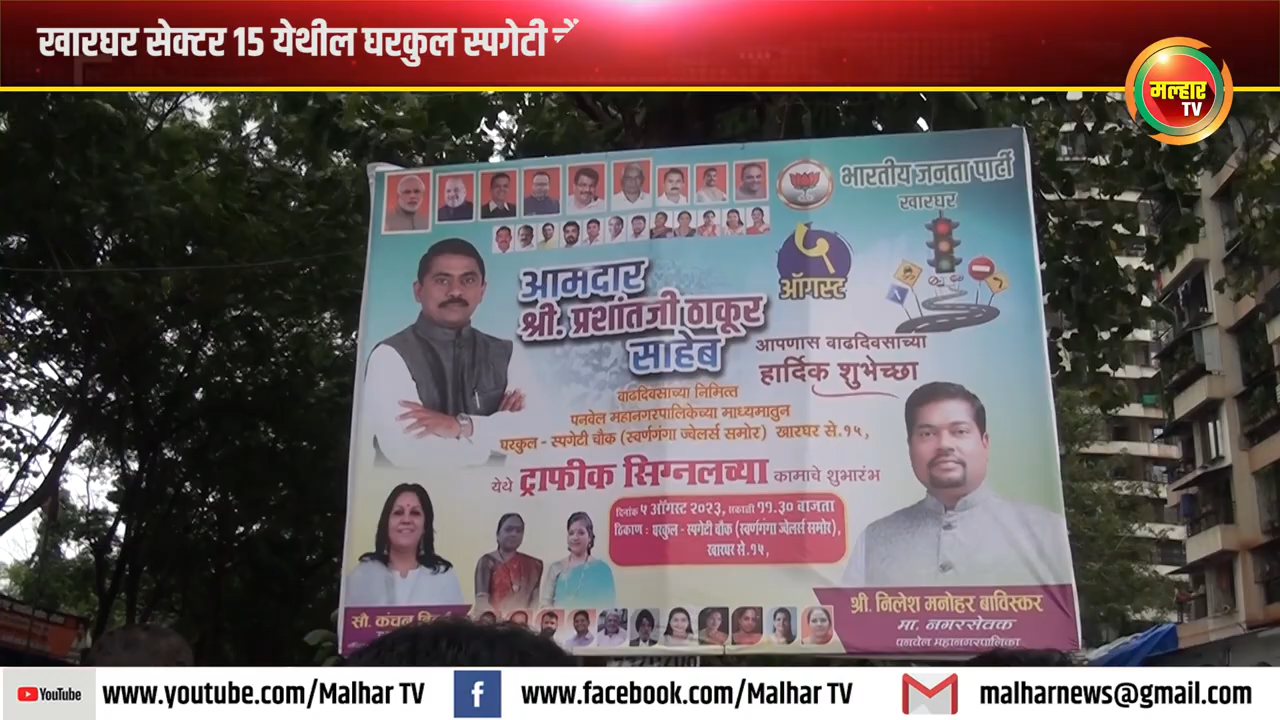 खारघर सेक्टर 15 येथील घरकुल स्पगेटी
मल्हार
TV
भारतीय जनता पार्टी
खारघर
५
ऑगस्ट
आमदार
श्री. प्रशांतजी ठाकूर
साहेब
आपणास वाढदिवसाच्या
हार्दिक शुभेच्छा
वाढदिवसाच्या निमित्त
पनवेल महानगरपालिकेच्या माध्यमातुन
घरकुल - स्पगेटी चौक (स्वर्णगंगा ज्वेलर्स समोर) खारघर से.१५,
येथे ट्राफीक सिग्नलच्या कामाचे शुभारंभ
दिनांक ५ ऑगस्ट २०२३, सकाळी ११.३० वाजता
ठिकाण : घरकुल - स्पगेटी चौक (स्वर्णगंगा ज्वेलर्स समोर),
खारघर से.१५,
सौ. कंचन
श्री. निलेश मनोहर बाविस्कर
मा. नगरसेवक
पनवेल महानगरपालिका
YouTube www.youtube.com/Malhar TV
f www.facebook.com/Malhar TV
malharnews@gmail.com